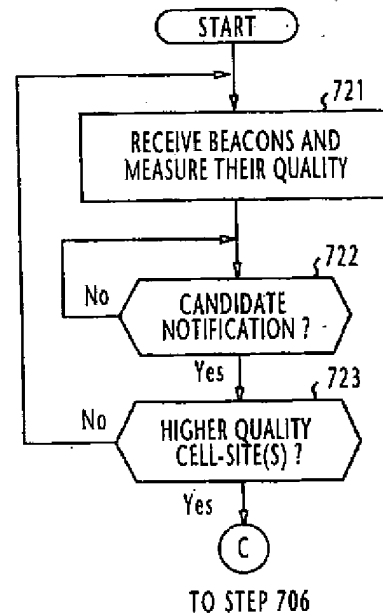 START
721
RECEIVE BEACONS AND
MEASURE THEIR QUALITY
722
No
CANDIDATE
NOTIFICATION ?
Yes
723
No
HIGHER QUALITY
CELL-SITE(S) ?
Yes
C
TO STEP 706